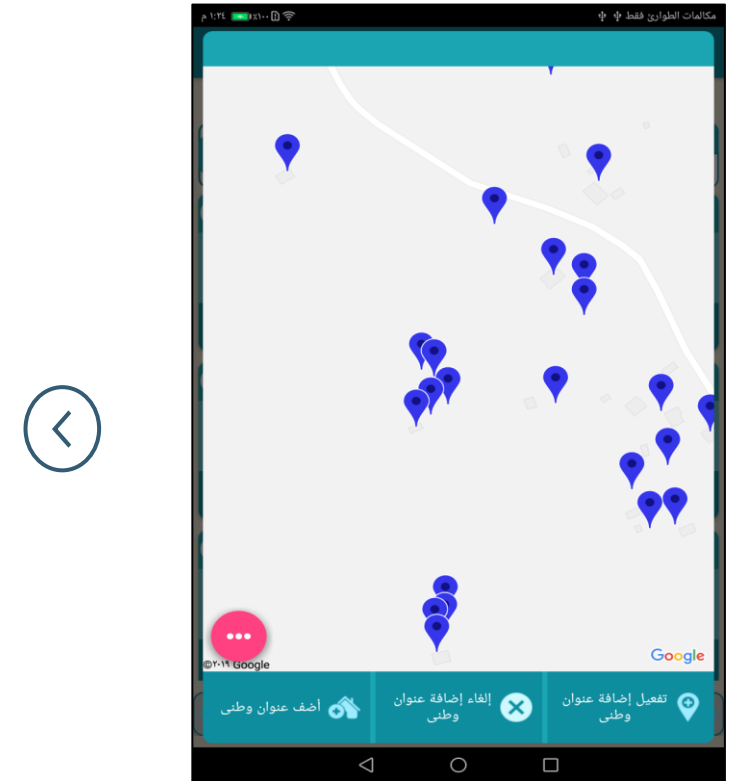 مكالمات الطوارئ فقط
١٠٠٪ ١:٢٤ م
Google
©٢٠١٩ Google
تفعيل إضافة عنوان
وطنى
إلغاء إضافة عنوان
وطنى
أضف عنوان وطنى